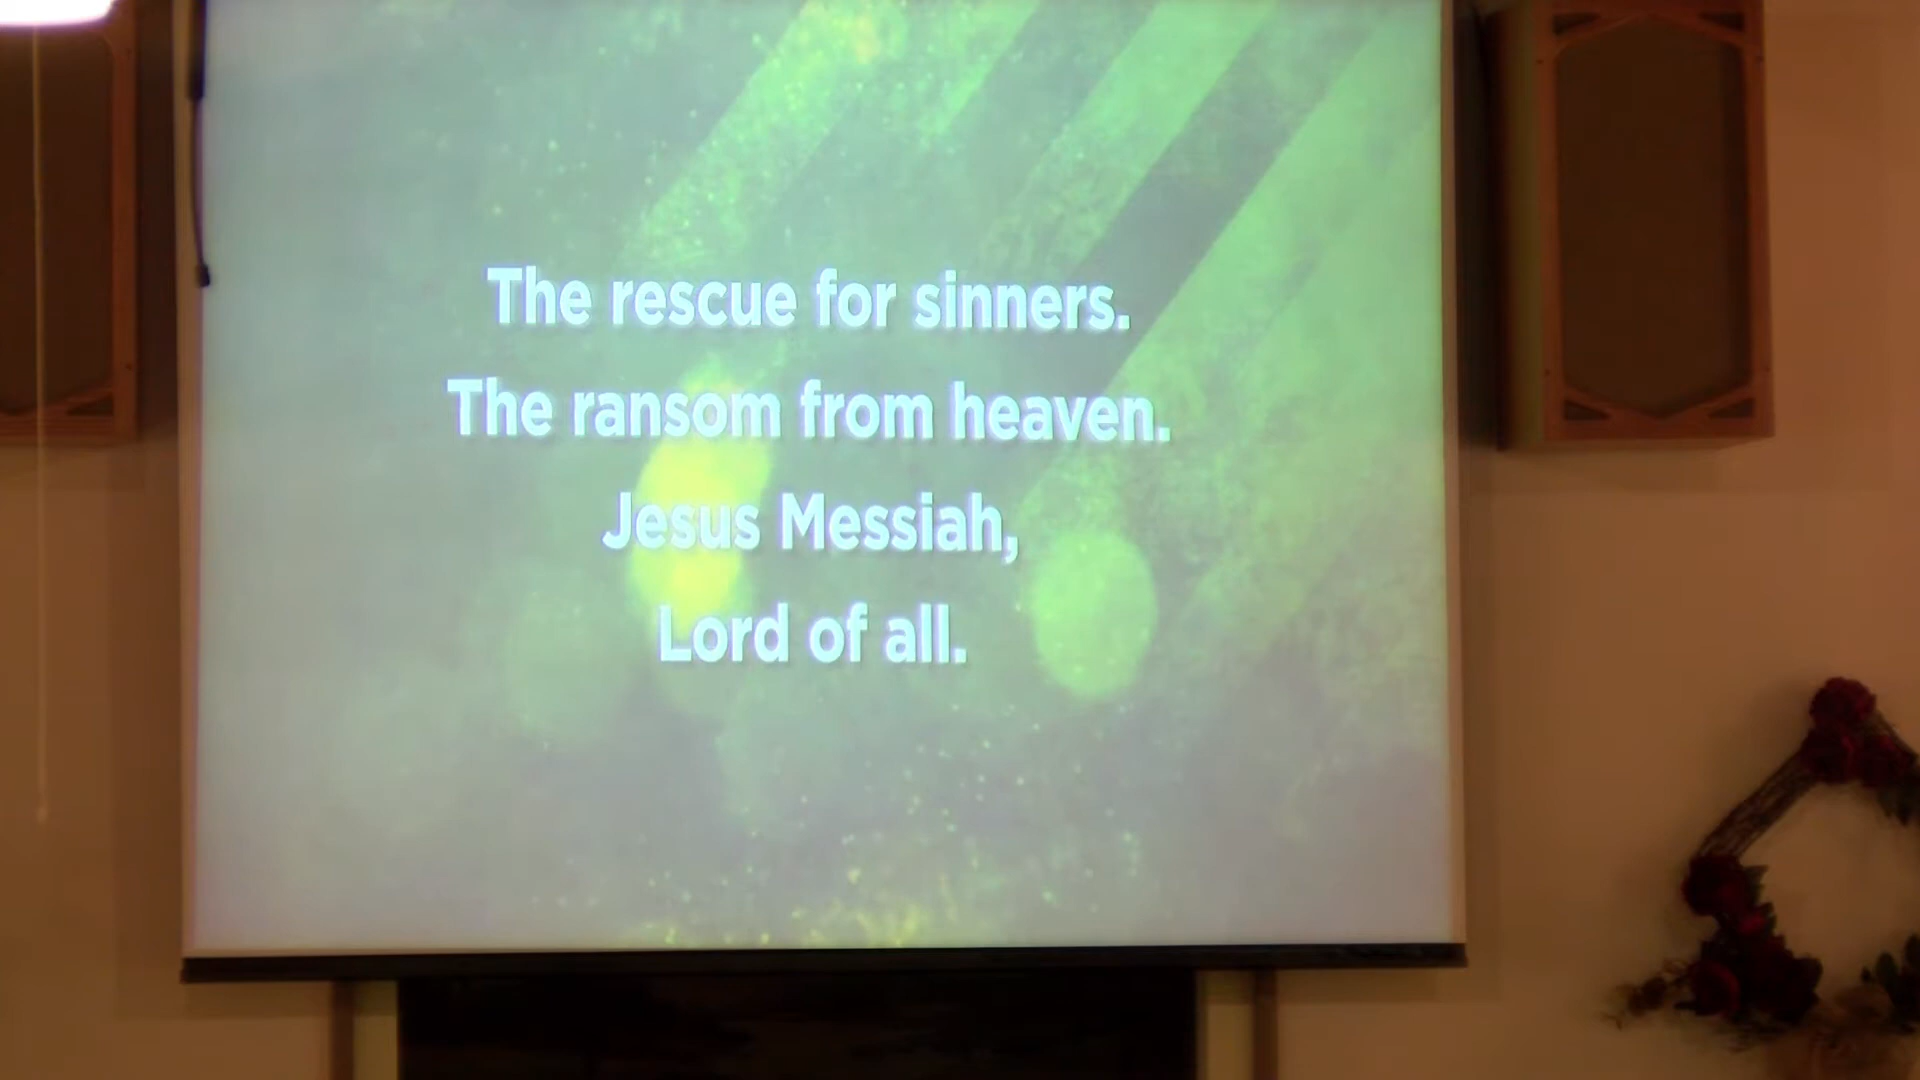 The rescue for sinners.
The ransom from heaven.
Jesus Messiah,
Lord of all.